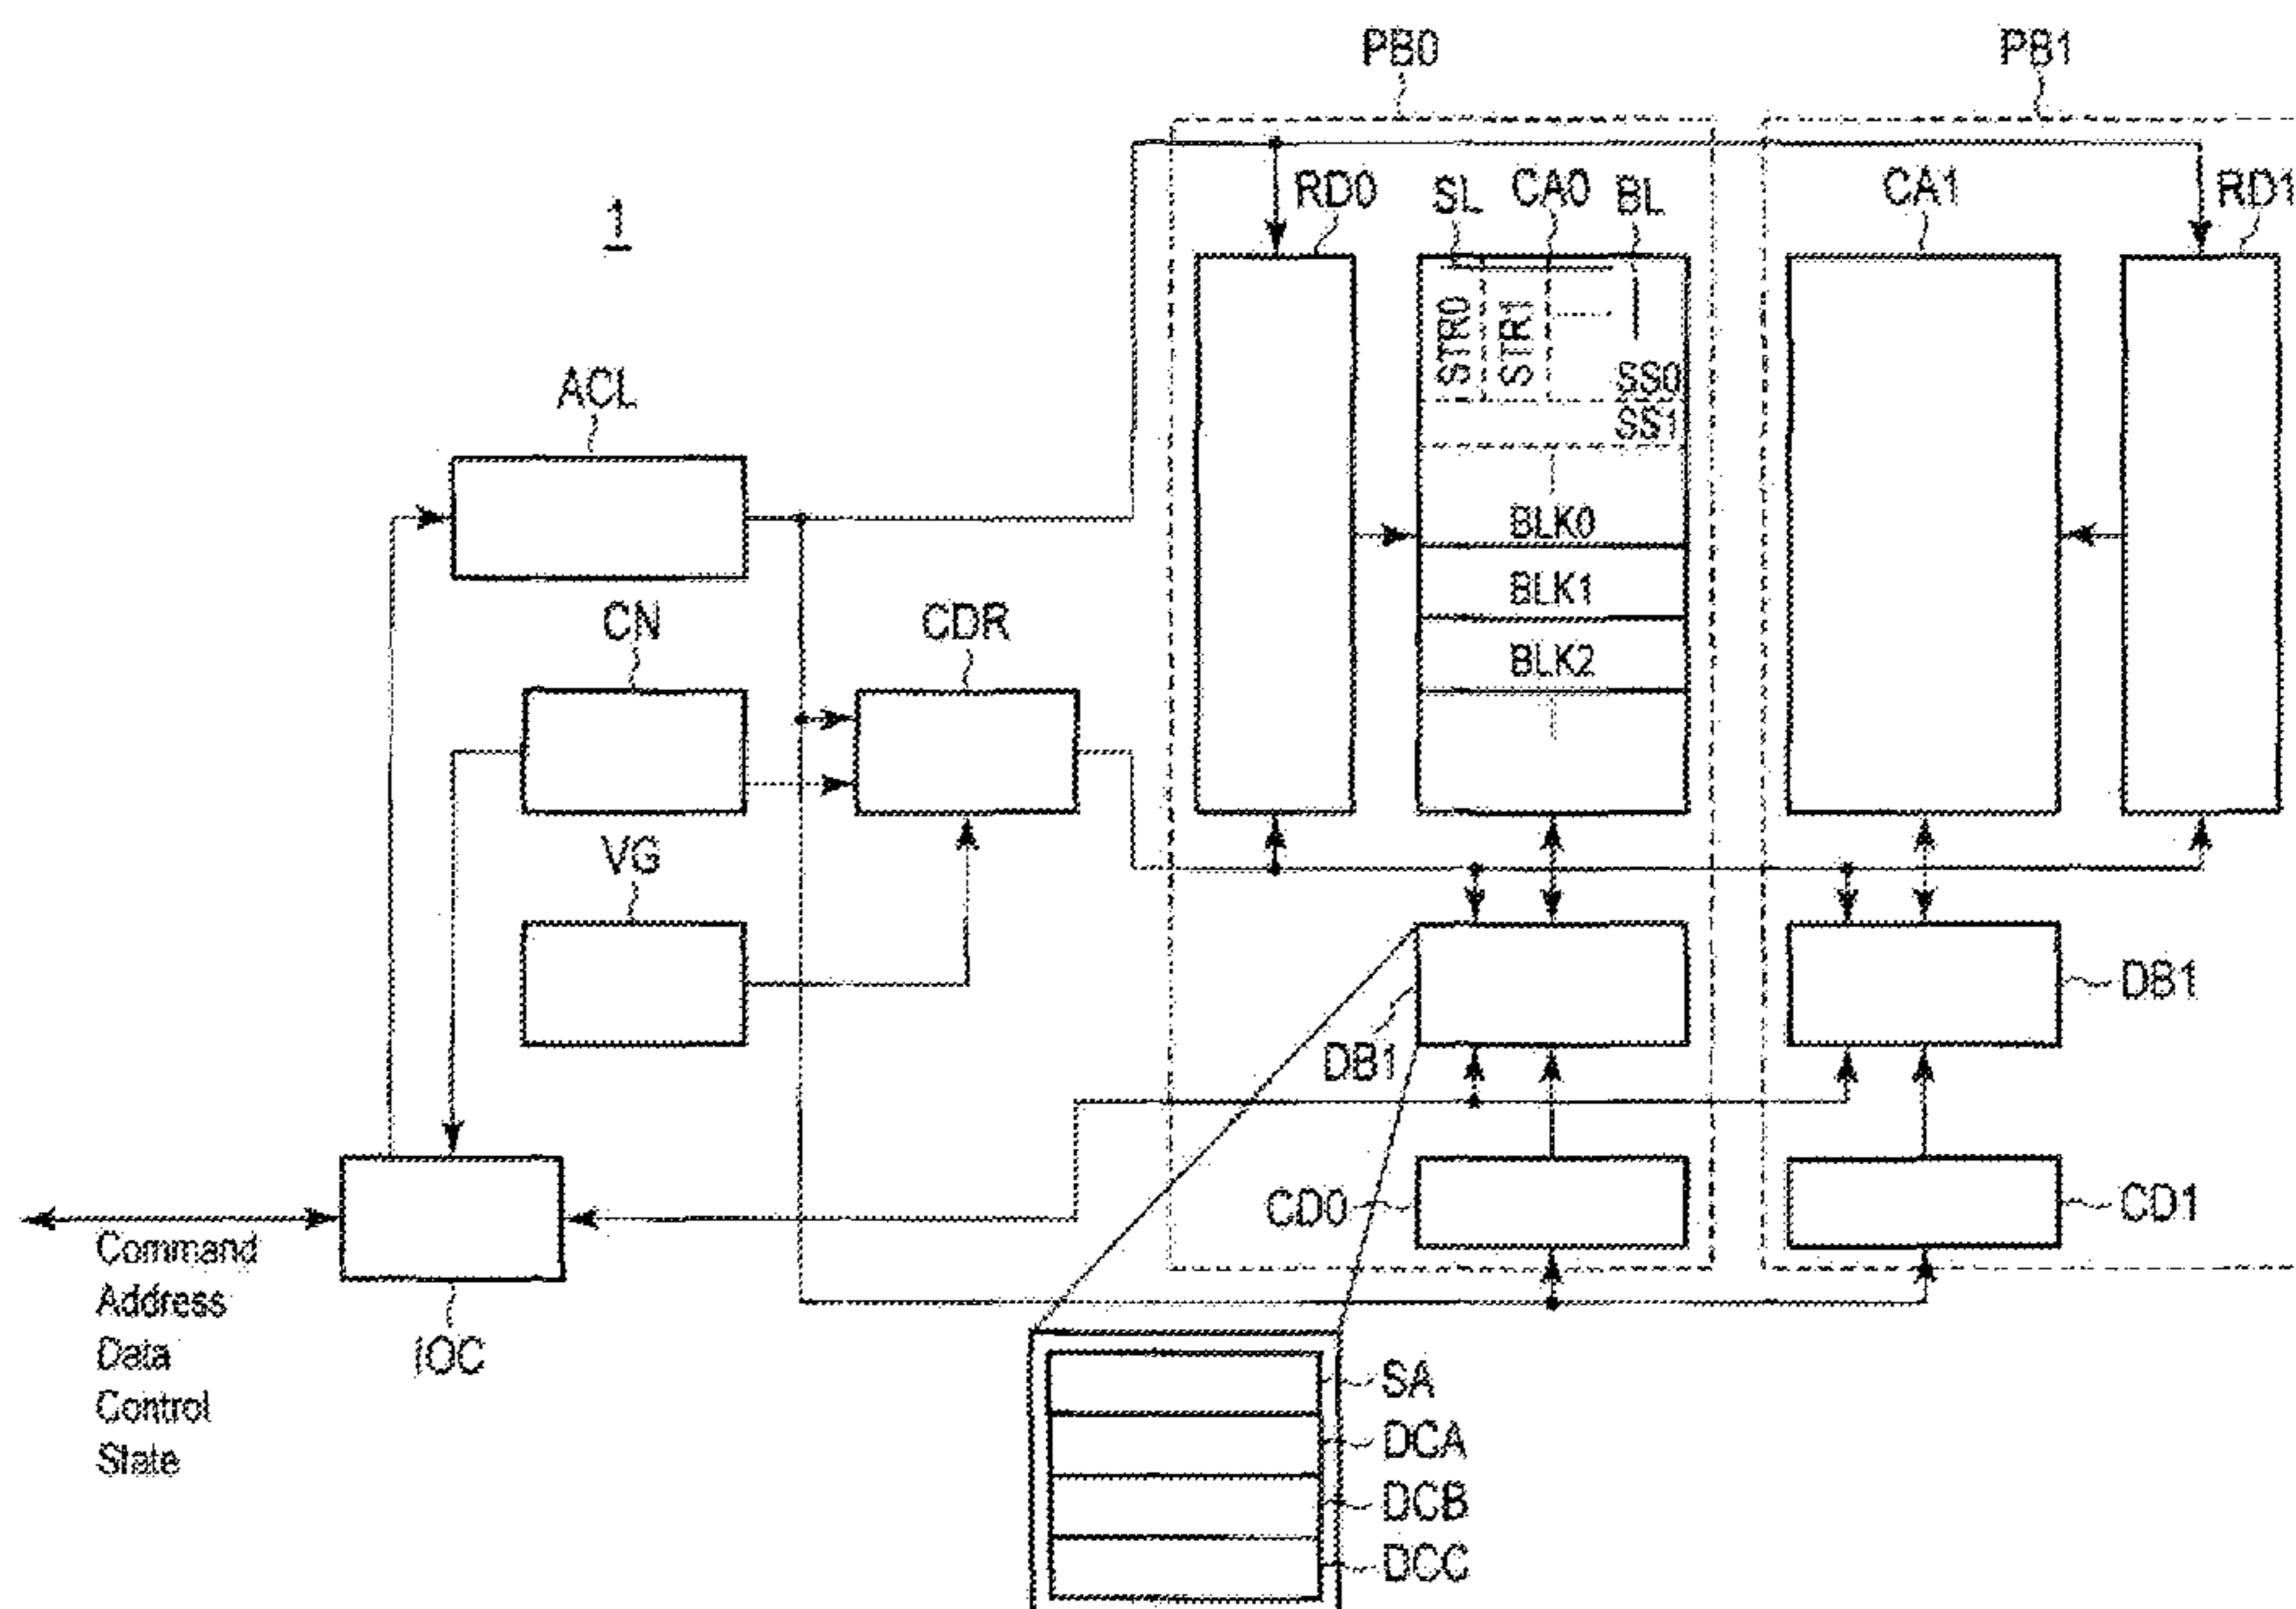 PB0
PB1
1
RD0
SL
CA0
BL
CA1
RD1
STR0
STR1
SS0
SS1
ACL
BLK0
BLK1
BLK2
CN
CDR
VG
DB1
DB1
CD0
CD1
Command
Address
Data
Control
State
IOC
SA
DCA
DCB
DCC